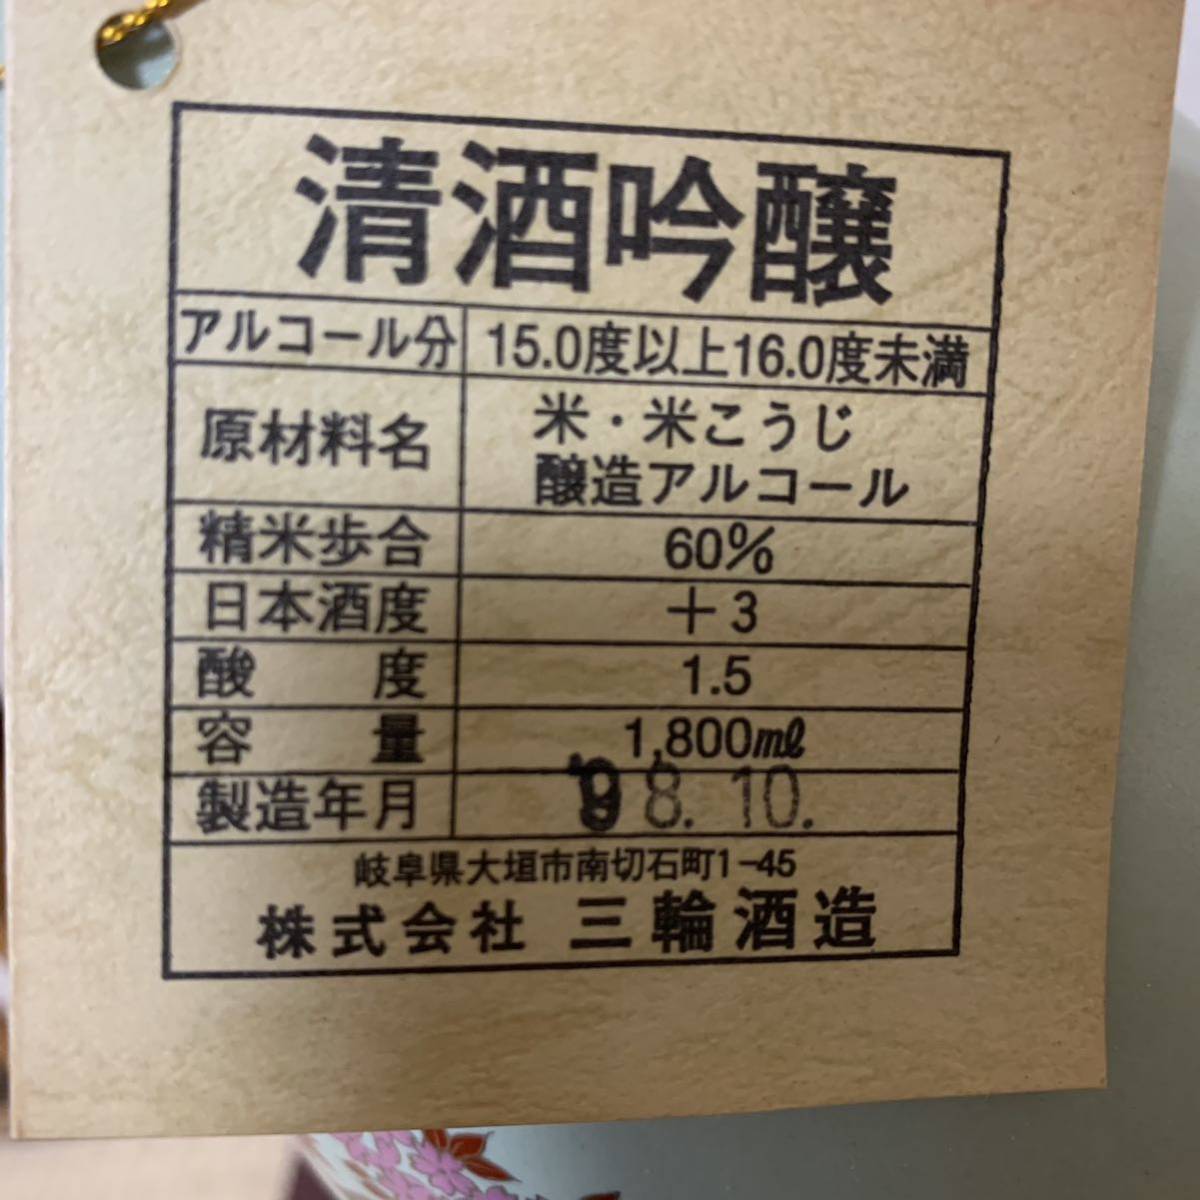 清酒吟醸
アルコール分 15.0度以上16.0度未満
原材料名 米・米こうじ
醸造アルコール
精米歩合 60%
日本酒度 +3
酸度 1.5
容量 1,800㎖
製造年月 98.10.
岐阜県大垣市南切石町1-45
株式会社 三輪酒造